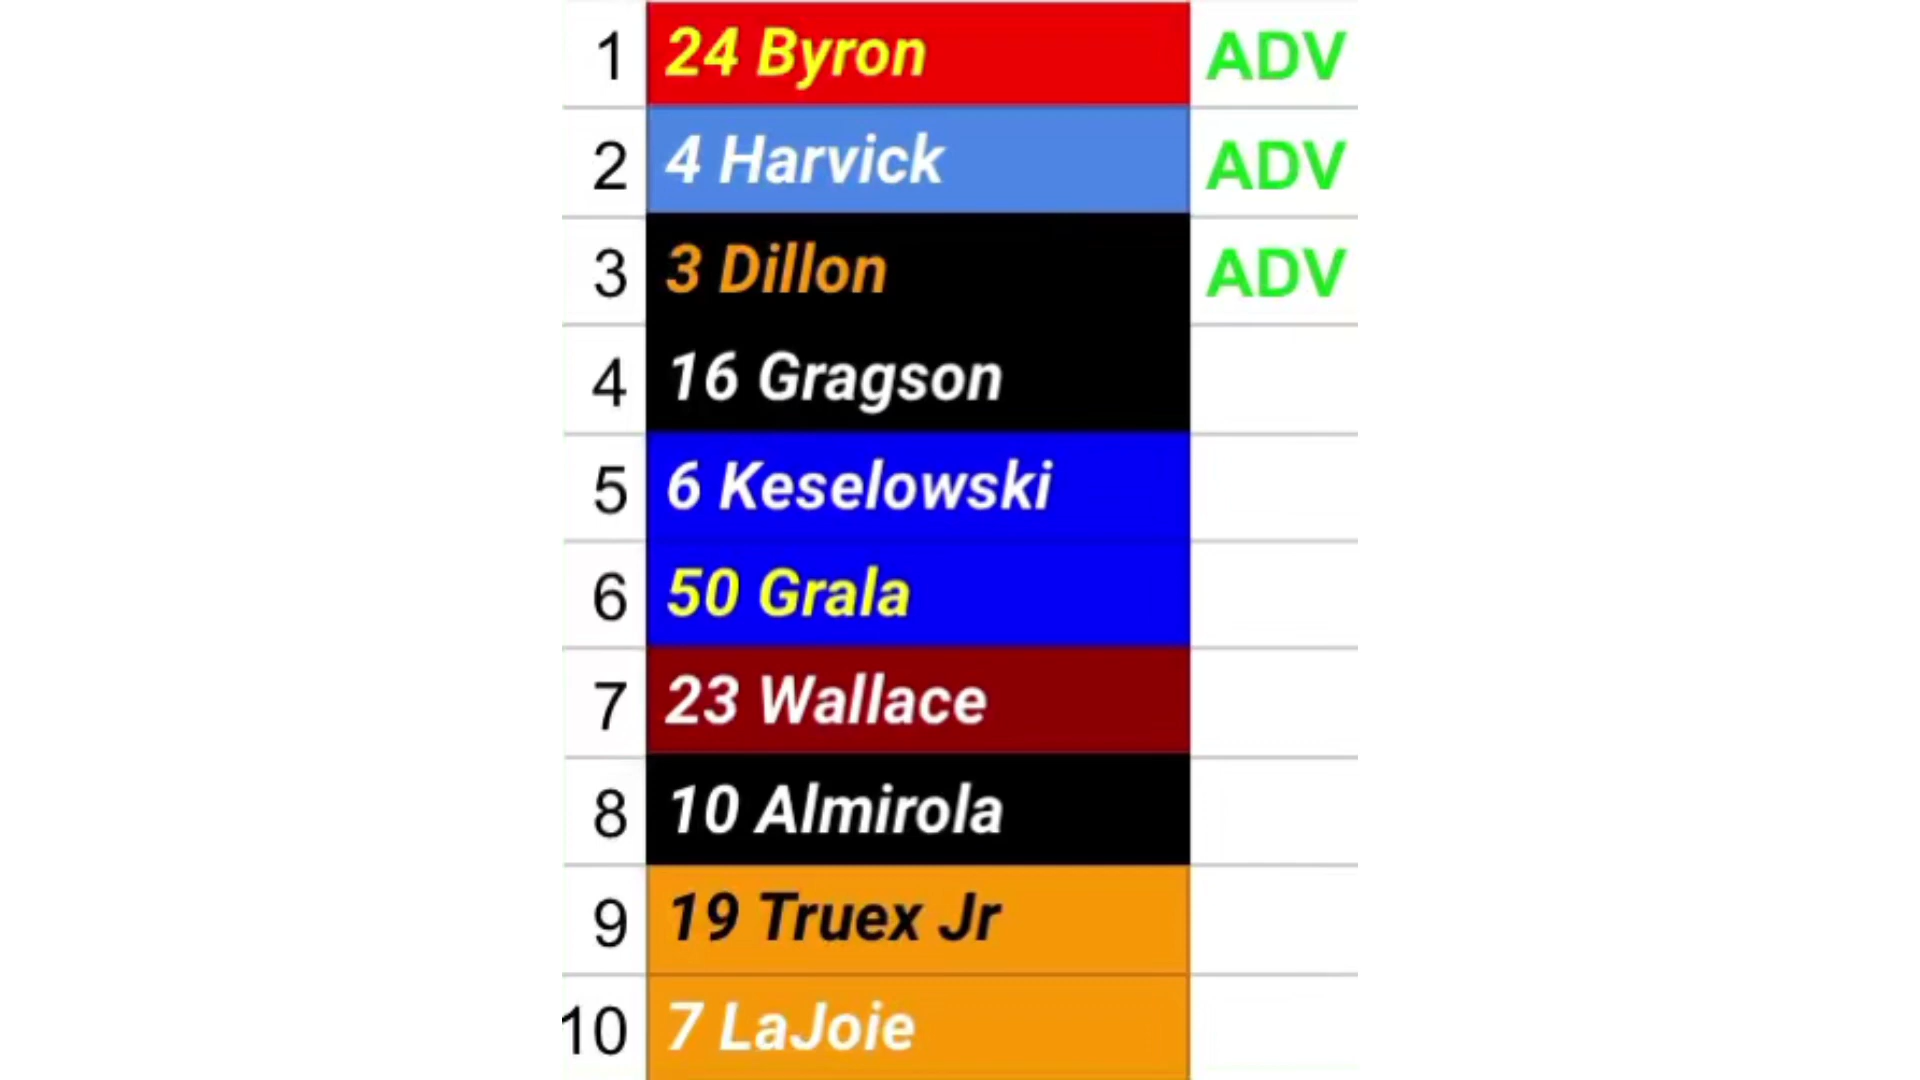 1 24 Byron ADV
2 4 Harvick ADV
3 3 Dillon ADV
4 16 Gragson
5 6 Keselowski
6 50 Grala
7 23 Wallace
8 10 Almirola
9 19 Truex Jr
10 7 LaJoie